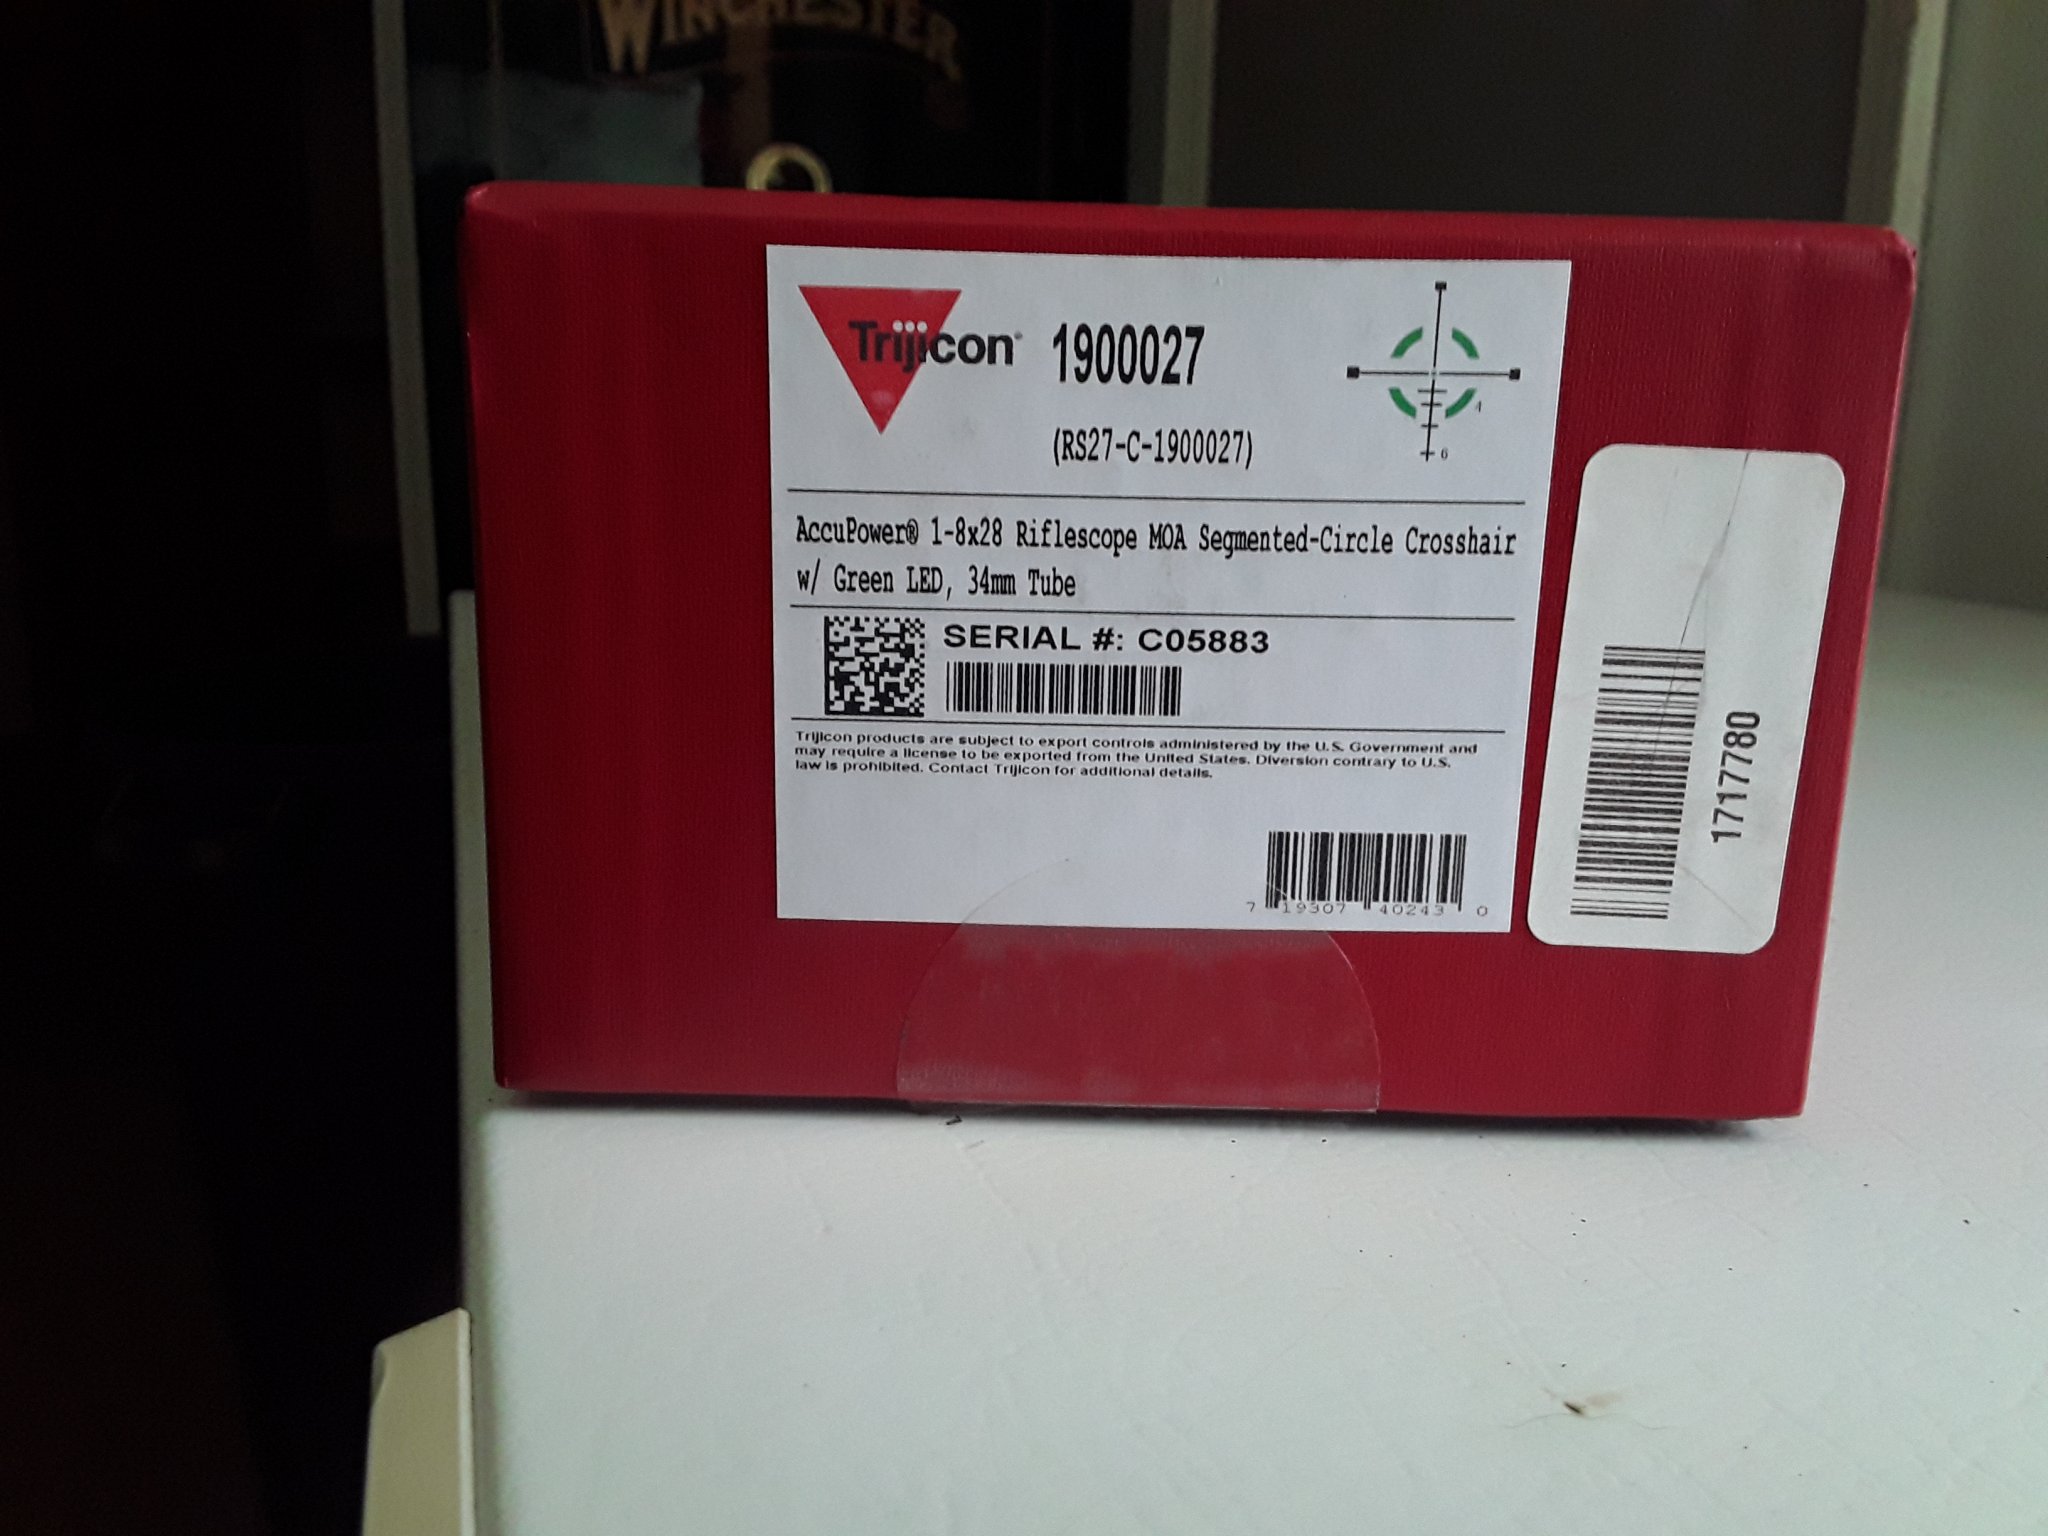 WINCHESTER
Trijicon®
1900027
(RS27-C-1900027)
4
6
AccuPower® 1-8x28 Riflescope MOA Segmented-Circle Crosshair
w/ Green LED, 34mm Tube
SERIAL #: C05883
Trijicon products are subject to export controls administered by the U.S. Government and
may require a license to be exported from the United States. Diversion contrary to U.S.
law is prohibited. Contact Trijicon for additional details.
7 19307 40243 0
1717780